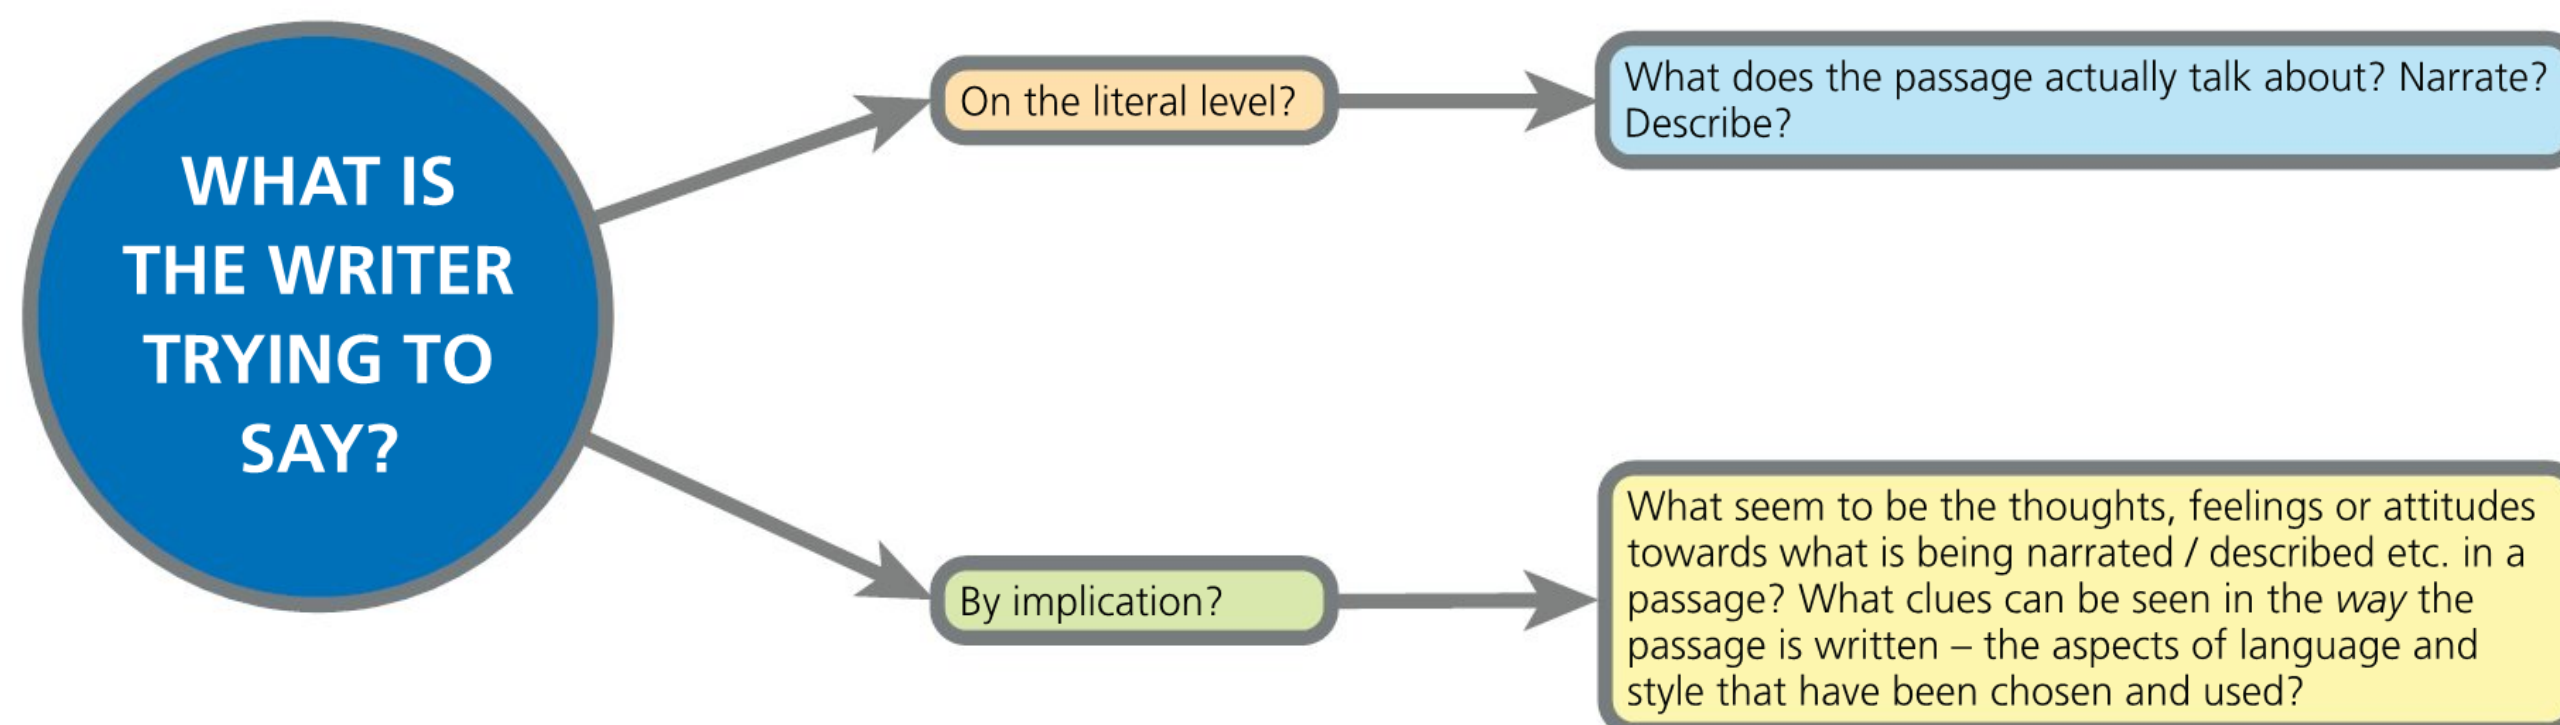 WHAT IS
THE WRITER
TRYING TO
SAY?
On the literal level?
What does the passage actually talk about? Narrate?
Describe?
By implication?
What seem to be the thoughts, feelings or attitudes
towards what is being narrated / described etc. in a
passage? What clues can be seen in the way the
passage is written – the aspects of language and
style that have been chosen and used?